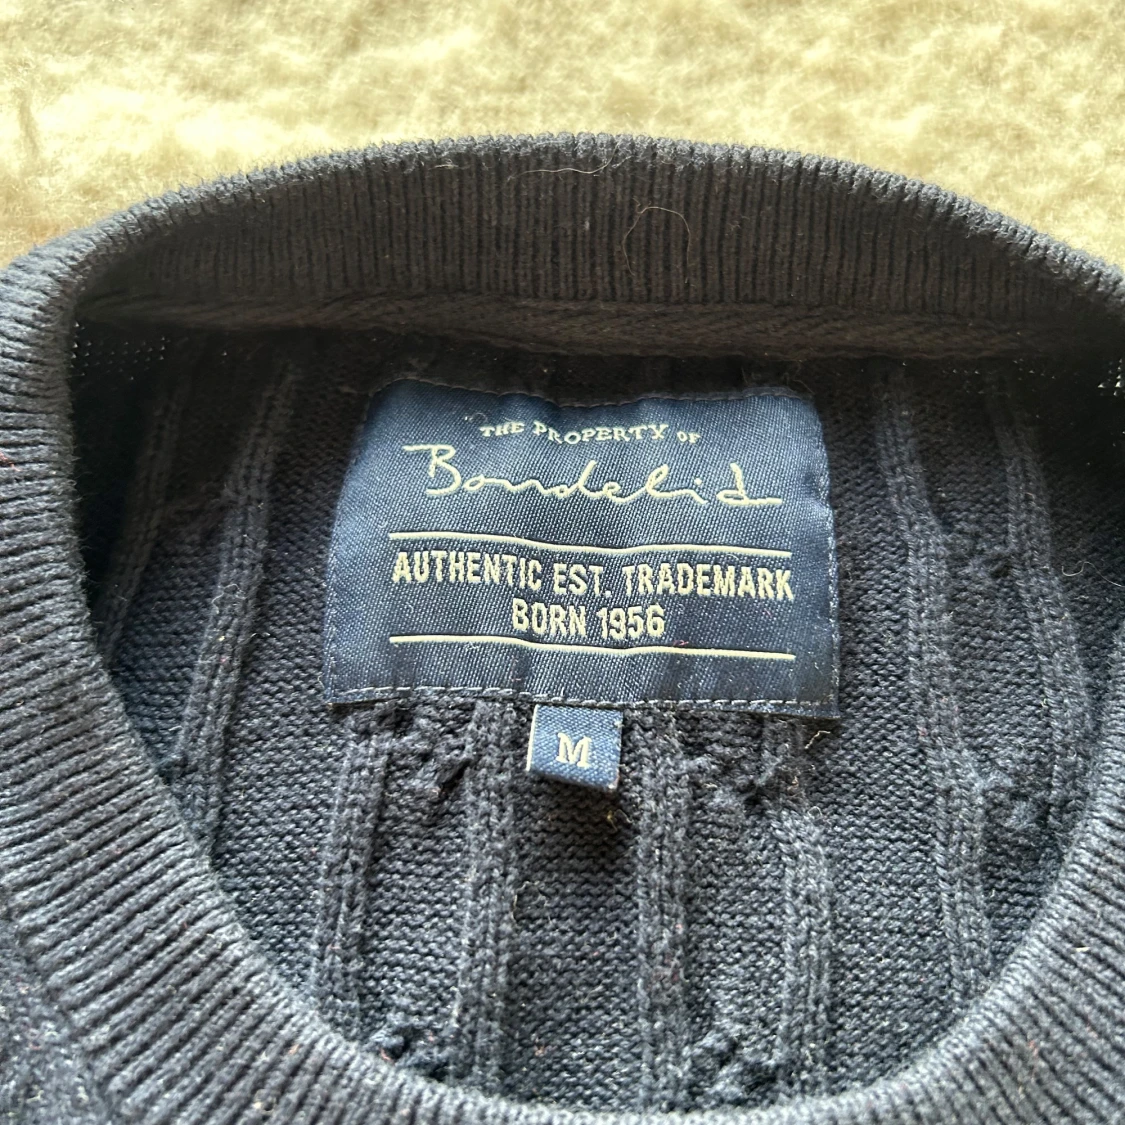 THE PROPERTY OF
Bondelid
AUTHENTIC EST. TRADEMARK
BORN 1956
M